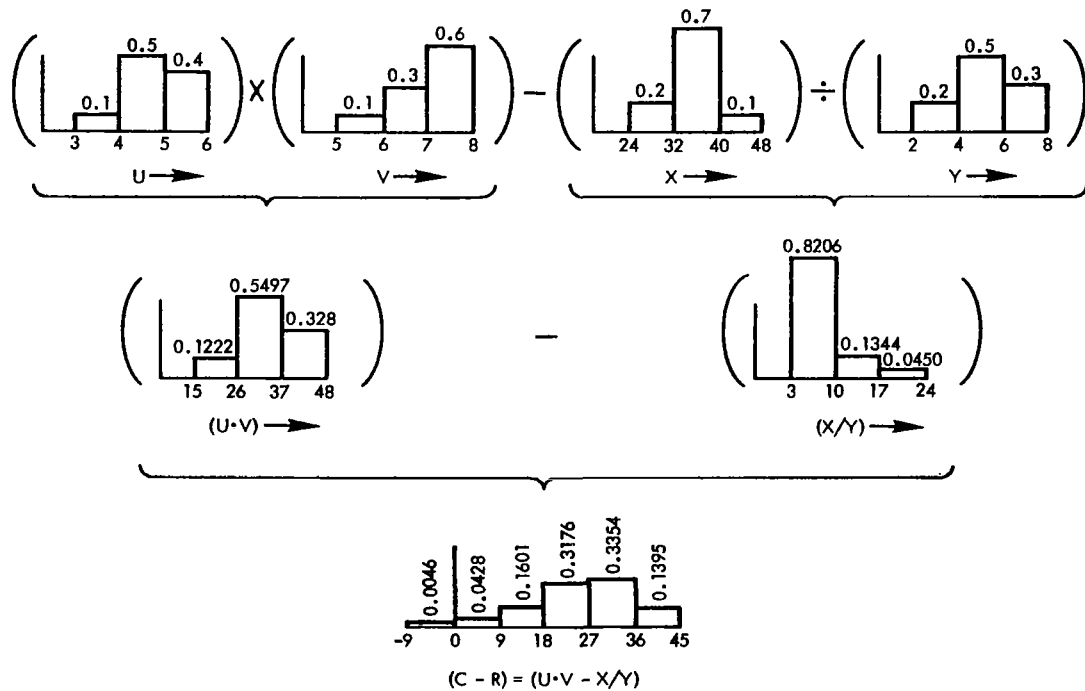 0.1 0.5 0.4 X 0.1 0.3 0.6 − 0.2 0.7 0.1 ÷ 0.2 0.5 0.3
3 4 5 6 5 6 7 8 24 32 40 48 2 4 6 8
U V X Y
0.1222 0.5497 0.328 − 0.8206 0.1344 0.0450
15 26 37 48 3 10 17 24
(U·V) (X/Y)
0.0046 0.0428 0.1601 0.3176 0.3354 0.1395
-9 0 9 18 27 36 45
(C - R) = (U·V - X/Y)